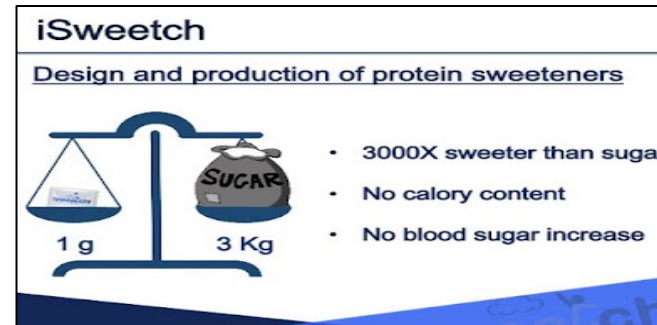 iSweetch
Design and production of protein sweeteners
SUGAR
1 g
3 Kg
• 3000X sweeter than suga
• No calory content
• No blood sugar increase